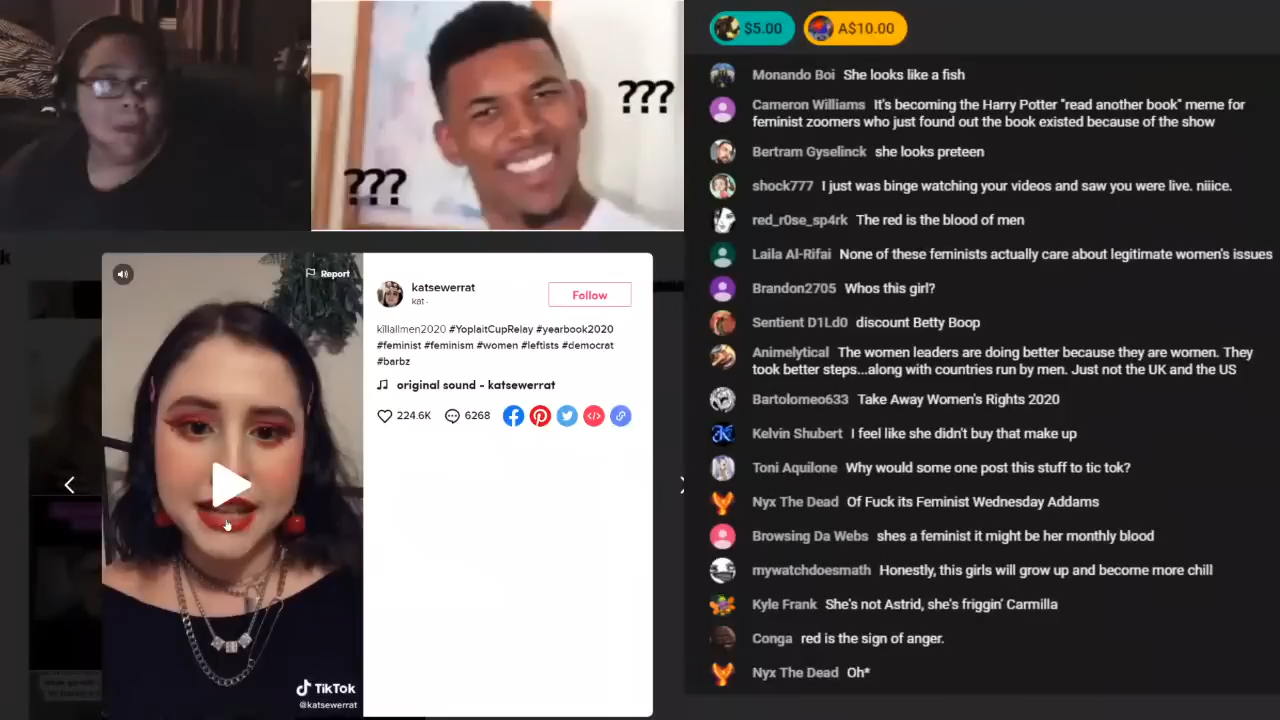 ???
???
Report
katsewerrat
kat ·
Follow
killallmen2020 #YoplaitCupRelay #yearbook2020
#feminist #feminism #women #leftists #democrat
#barbz
original sound - katsewerrat
224.6K
6268
TikTok
@katsewerrat
$5.00
A$10.00
Monando Boi She looks like a fish
Cameron Williams It's becoming the Harry Potter "read another book" meme for
feminist zoomers who just found out the book existed because of the show
Bertram Gyselinck she looks preteen
shock777 I just was binge watching your videos and saw you were live. niiice.
red_r0se_sp4rk The red is the blood of men
Laila Al-Rifai None of these feminists actually care about legitimate women's issues
Brandon2705 Whos this girl?
Sentient D1Ld0 discount Betty Boop
Animelytical The women leaders are doing better because they are women. They
took better steps...along with countries run by men. Just not the UK and the US
Bartolomeo633 Take Away Women's Rights 2020
Kelvin Shubert I feel like she didn't buy that make up
Toni Aquilone Why would some one post this stuff to tic tok?
Nyx The Dead Of Fuck its Feminist Wednesday Addams
Browsing Da Webs shes a feminist it might be her monthly blood
mywatchdoesmath Honestly, this girls will grow up and become more chill
Kyle Frank She's not Astrid, she's friggin' Carmilla
Conga red is the sign of anger.
Nyx The Dead Oh*